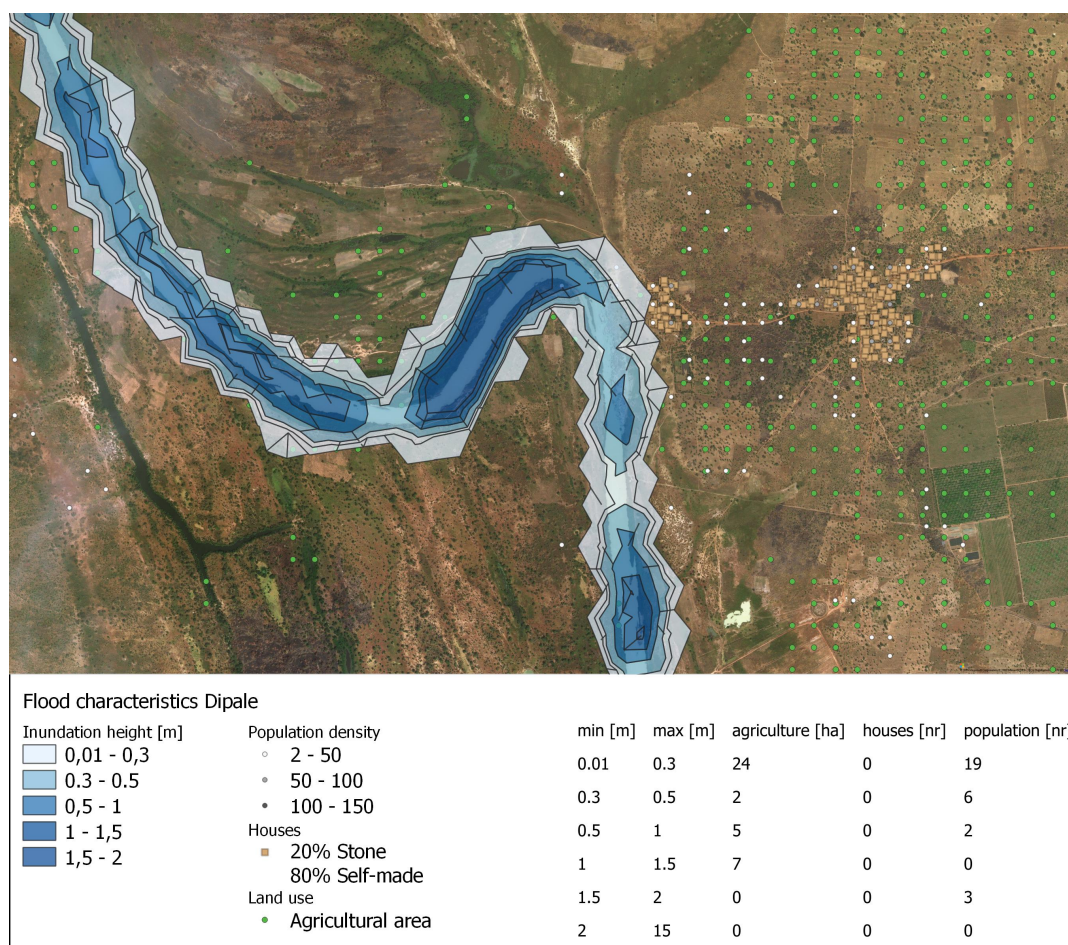 Flood characteristics Dipale
Inundation height [m]
0,01 - 0,3
0.3 - 0.5
0,5 - 1
1 - 1,5
1,5 - 2
Population density
2 - 50
50 - 100
100 - 150
Houses
20% Stone
80% Self-made
Land use
Agricultural area
min [m] max [m] agriculture [ha] houses [nr] population [nr]
0.01 0.3 24 0 19
0.3 0.5 2 0 6
0.5 1 5 0 2
1 1.5 7 0 0
1.5 2 0 0 3
2 15 0 0 0